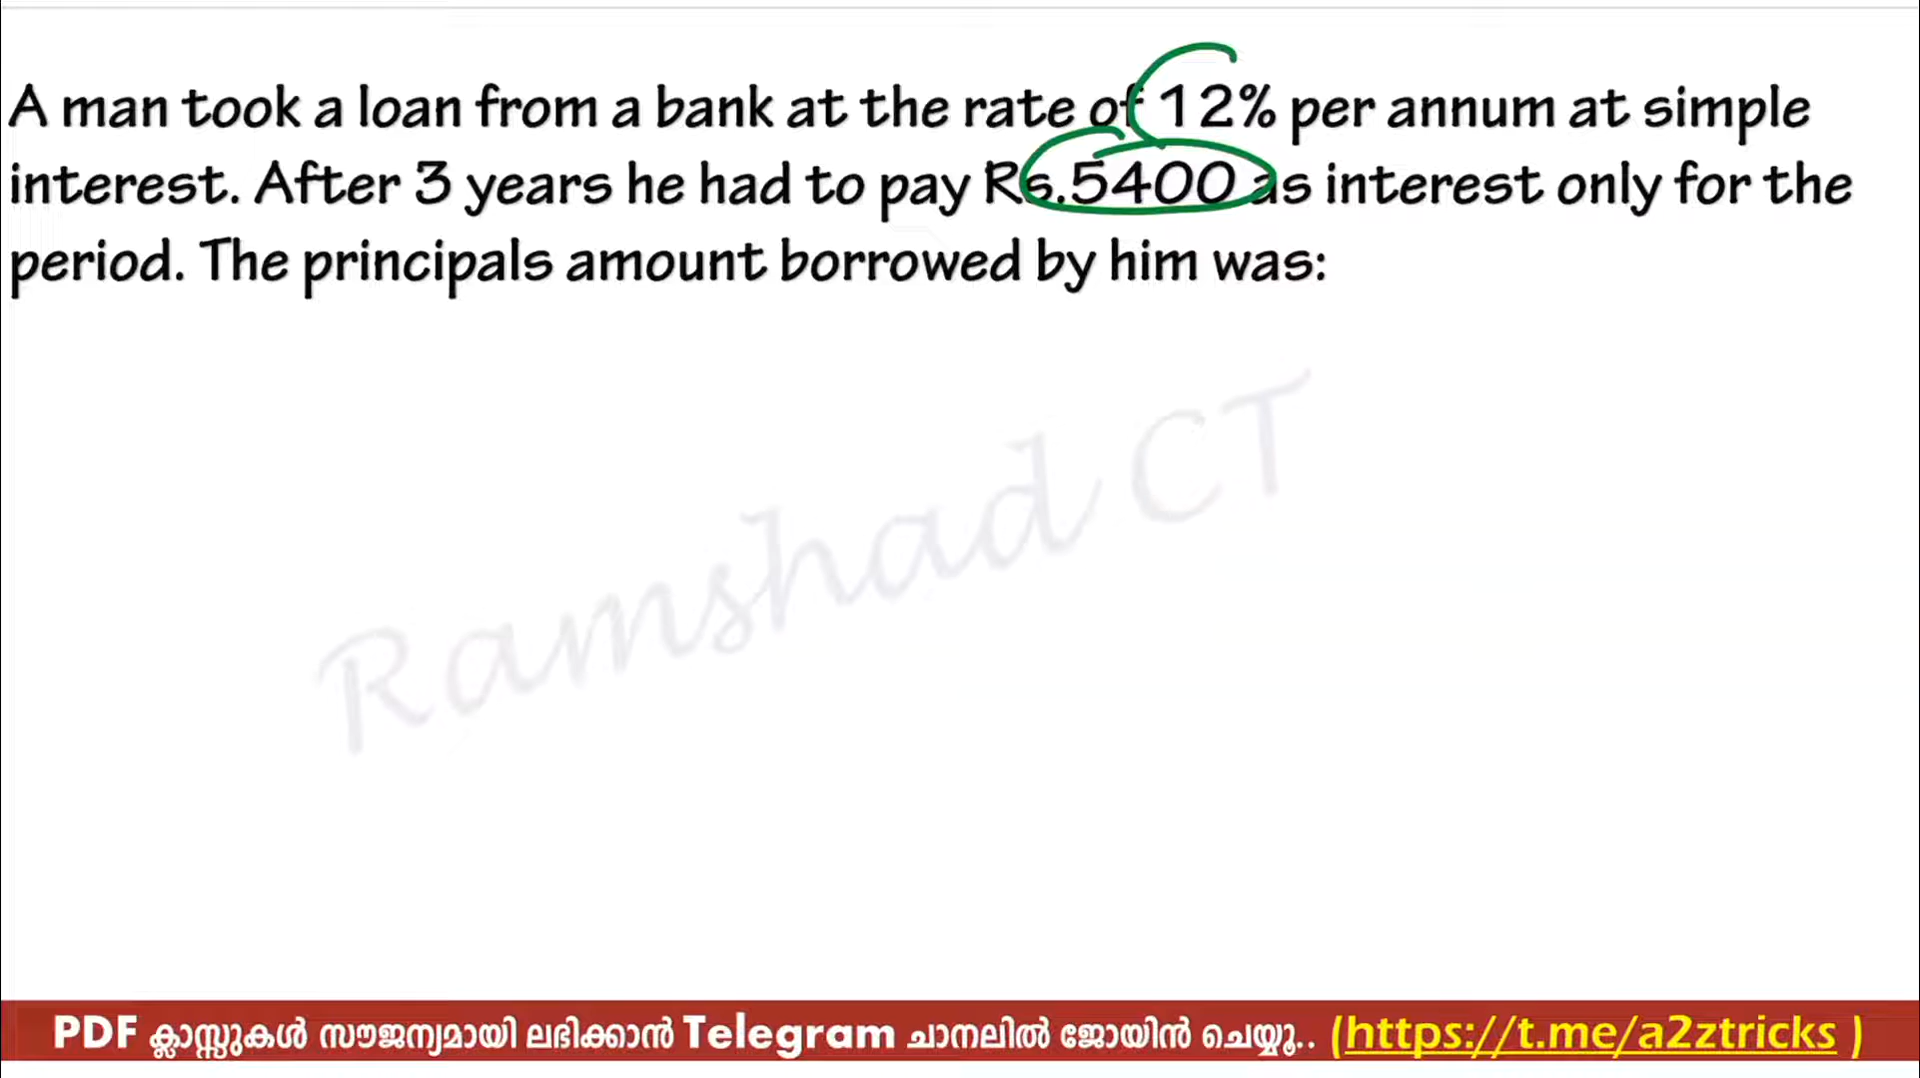 A man took a loan from a bank at the rate of 12% per annum at simple
interest. After 3 years he had to pay Rs.5400 as interest only for the
period. The principals amount borrowed by him was:
Ramshad CT
PDF ക്ലാസ്സുകൾ സൗജന്യമായി ലഭിക്കാൻ Telegram ചാനലിൽ ജോയിൻ ചെയ്യൂ.. (https://t.me/a2ztricks )